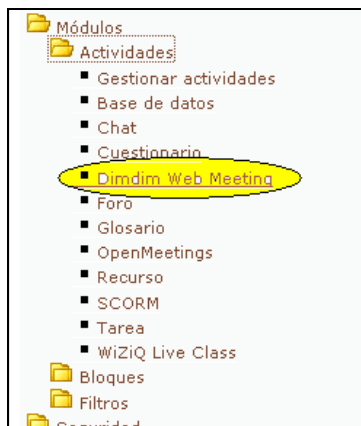 Módulos
Actividades
Gestionar actividades
Base de datos
Chat
Cuestionario
Dimdim Web Meeting
Foro
Glosario
OpenMeetings
Recurso
SCORM
Tarea
WiZiQ Live Class
Bloques
Filtros
Seguridad